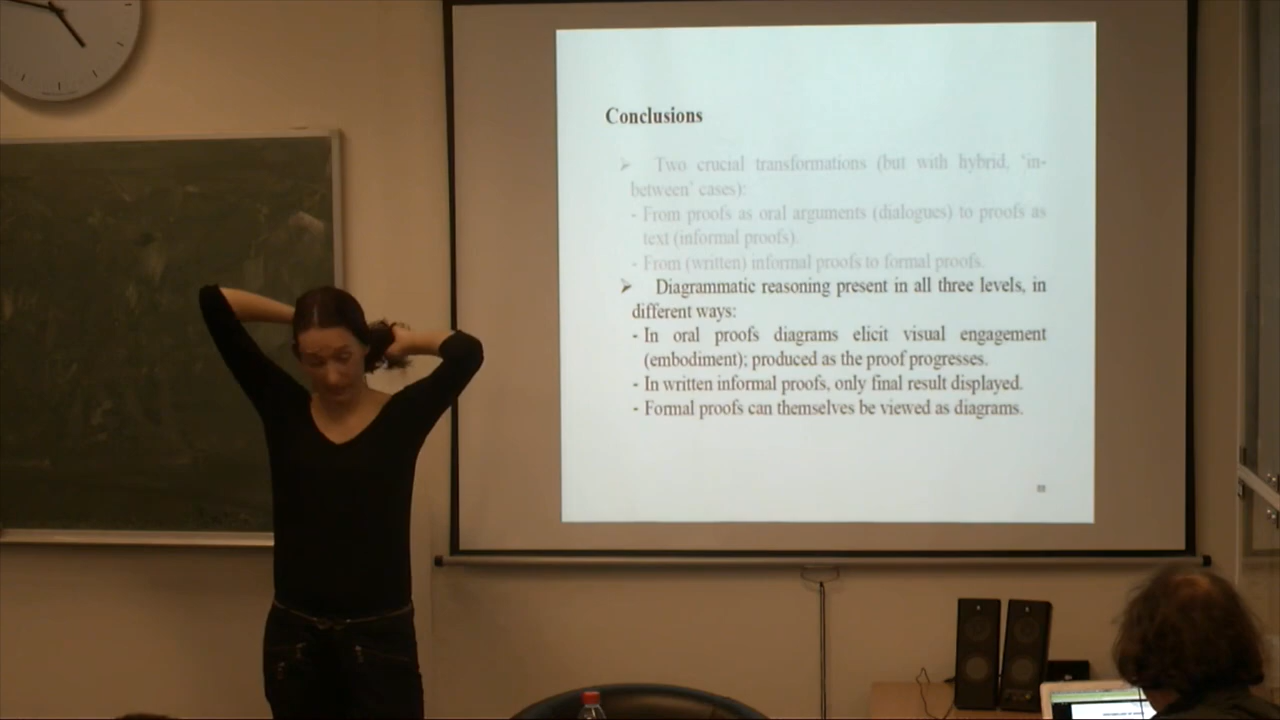 Conclusions
➢ Two crucial transformations (but with hybrid, 'in-
between' cases):
- From proofs as oral arguments (dialogues) to proofs as
text (informal proofs).
- From (written) informal proofs to formal proofs.
➢ Diagrammatic reasoning present in all three levels, in
different ways:
- In oral proofs diagrams elicit visual engagement
(embodiment); produced as the proof progresses.
- In written informal proofs, only final result displayed.
- Formal proofs can themselves be viewed as diagrams.